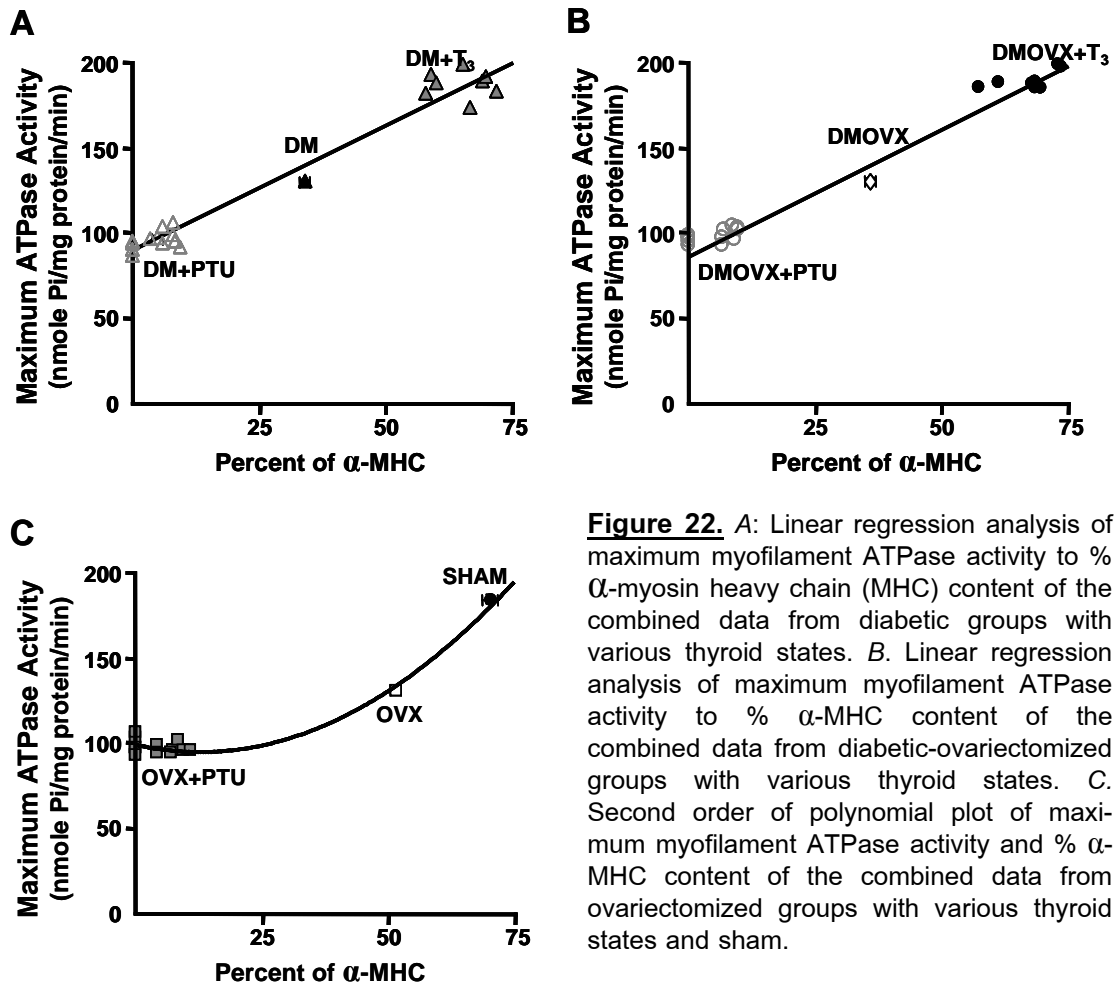 A
Maximum ATPase Activity
(nmole Pi/mg protein/min)
200
150
100
50
0
DM+T3
DM
DM+PTU
25
50
75
Percent of α-MHC
B
Maximum ATPase Activity
(nmole Pi/mg protein/min)
200
150
100
50
0
DMOVX+T3
DMOVX
DMOVX+PTU
25
50
75
Percent of α-MHC
C
Maximum ATPase Activity
(nmole Pi/mg protein/min)
200
150
100
50
0
SHAM
OVX
OVX+PTU
25
50
75
Percent of α-MHC
Figure 22. A: Linear regression analysis of
maximum myofilament ATPase activity to %
α-myosin heavy chain (MHC) content of the
combined data from diabetic groups with
various thyroid states. B. Linear regression
analysis of maximum myofilament ATPase
activity to % α-MHC content of the
combined data from diabetic-ovariectomized
groups with various thyroid states. C.
Second order of polynomial plot of maxi-
mum myofilament ATPase activity and % α-
MHC content of the combined data from
ovariectomized groups with various thyroid
states and sham.